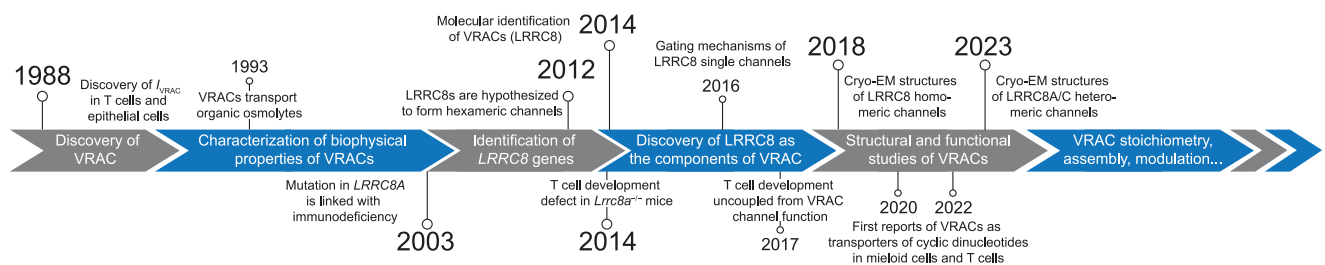 1988
Discovery of I_VRAC
in T cells and
epithelial cells
1993
VRACs transport
organic osmolytes
Molecular identification
of VRACs (LRRC8)
2014
2012
LRRC8s are hypothesized
to form hexameric channels
Gating mechanisms of
LRRC8 single channels
2016
2018
Cryo-EM structures
of LRRC8 homo-
meric channels
2023
Cryo-EM structures
of LRRC8A/C hetero-
meric channels
Discovery of
VRAC
Characterization of biophysical
properties of VRACs
Identification of
LRRC8 genes
Discovery of LRRC8 as
the components of VRAC
Structural and functional
studies of VRACs
VRAC stoichiometry,
assembly, modulation...
Mutation in LRRC8A
is linked with
immunodeficiency
2003
T cell development
defect in Lrrc8a⁻/⁻ mice
2014
T cell development
uncoupled from VRAC
channel function
2017
2020
2022
First reports of VRACs as
transporters of cyclic dinucleotides
in mieloid cells and T cells